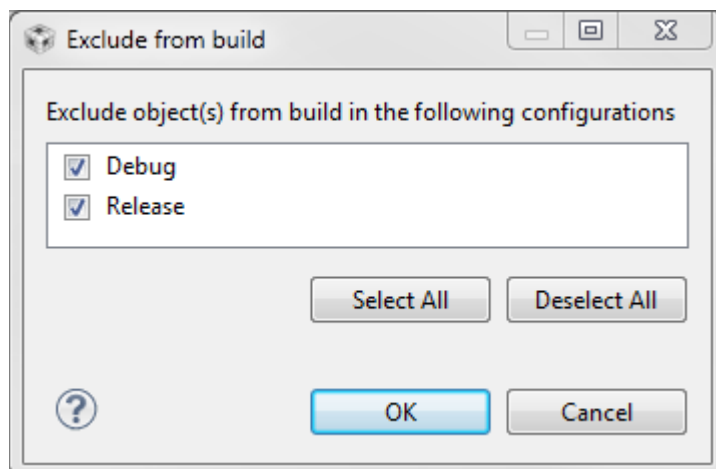 Exclude from build
Exclude object(s) from build in the following configurations
Debug
Release
Select All
Deselect All
?
OK
Cancel